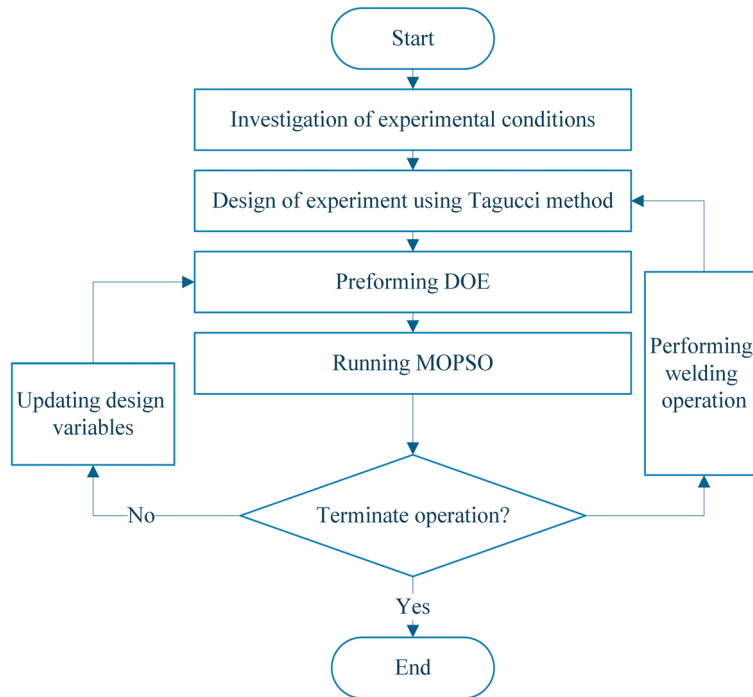 Start
Investigation of experimental conditions
Design of experiment using Tagucci method
Preforming DOE
Running MOPSO
Updating design
variables
Performing
welding
operation
Terminate operation?
No
Yes
End